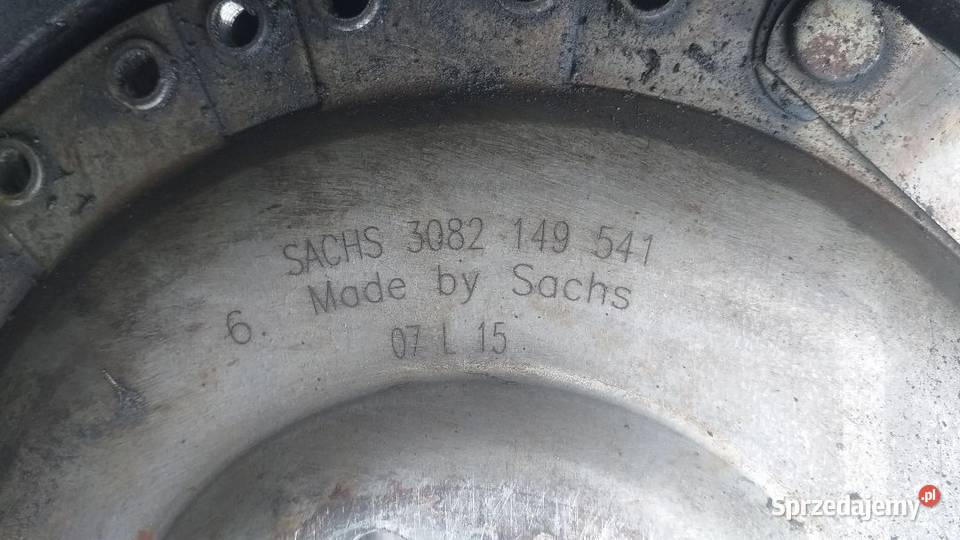 SACHS 3082 149 541
Made by Sachs
6.
07 L 15
Sprzedajemy.pl